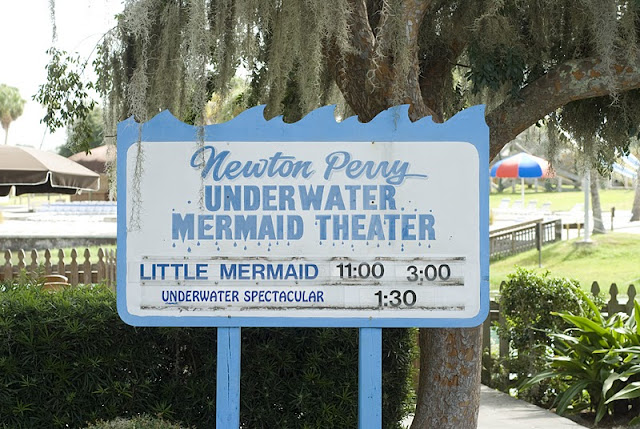 Newton Perry
UNDERWATER
MERMAID THEATER
LITTLE MERMAID 11:00 3:00
UNDERWATER SPECTACULAR 1:30